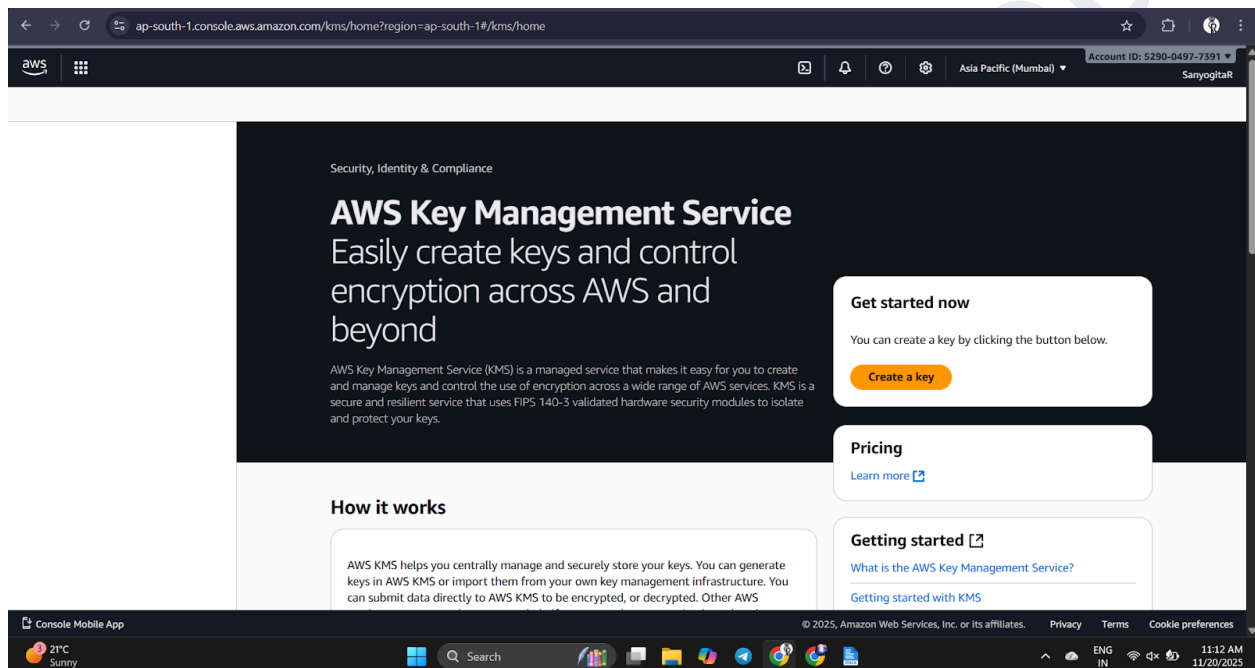 ap-south-1.console.aws.amazon.com/kms/home?region=ap-south-1#/kms/home
aws
Asia Pacific (Mumbai) ▼
Account ID: 5290-0497-7391 ▼
SanyogitaR
Security, Identity & Compliance
AWS Key Management Service
Easily create keys and control
encryption across AWS and
beyond
AWS Key Management Service (KMS) is a managed service that makes it easy for you to create
and manage keys and control the use of encryption across a wide range of AWS services. KMS is a
secure and resilient service that uses FIPS 140-3 validated hardware security modules to isolate
and protect your keys.
Get started now
You can create a key by clicking the button below.
Create a key
Pricing
Learn more
How it works
AWS KMS helps you centrally manage and securely store your keys. You can generate
keys in AWS KMS or import them from your own key management infrastructure. You
can submit data directly to AWS KMS to be encrypted, or decrypted. Other AWS
Getting started
What is the AWS Key Management Service?
Getting started with KMS
Console Mobile App
© 2025, Amazon Web Services, Inc. or its affiliates.
Privacy
Terms
Cookie preferences
3
21°C
Sunny
Search
ENG
IN
11:12 AM
11/20/2025